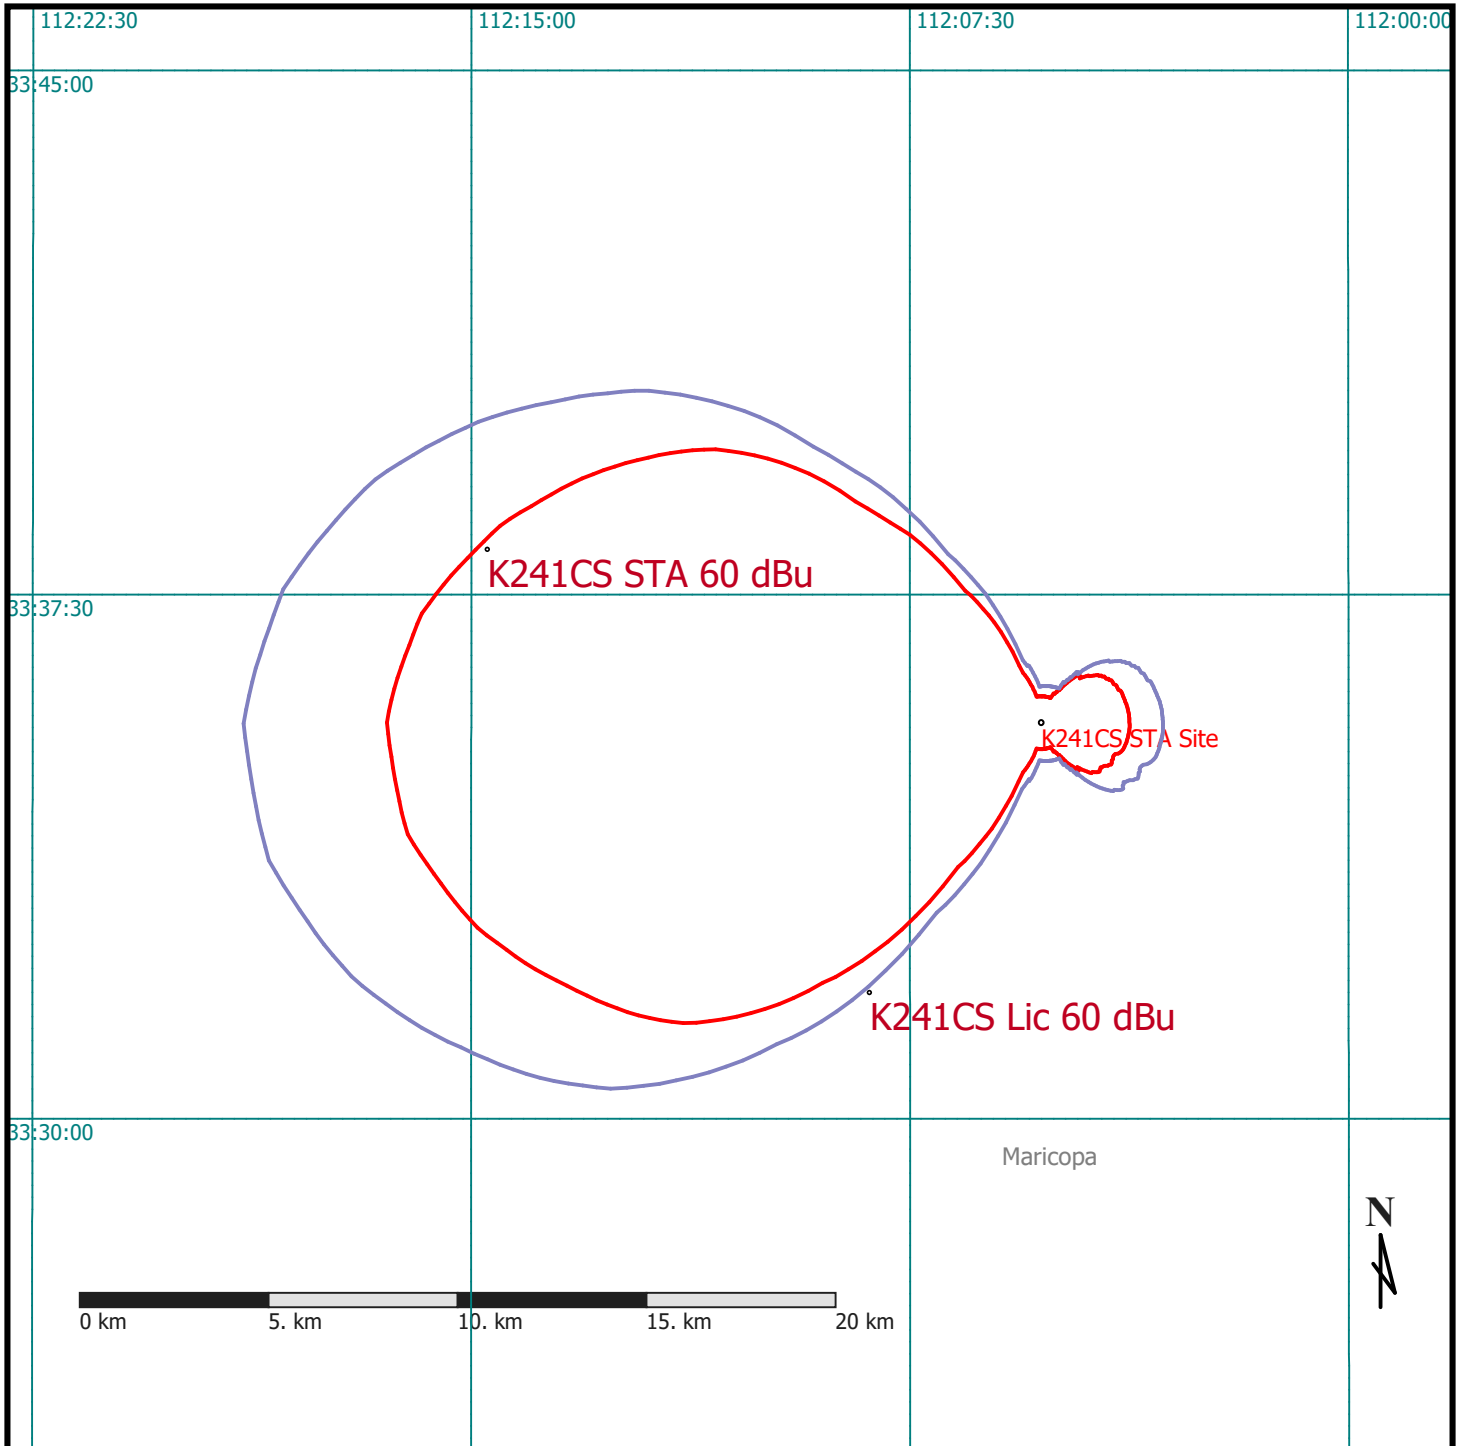 112:22:30
112:15:00
112:07:30
112:00:00
33:45:00
K241CS STA 60 dBu
33:37:30
K241CS STA Site
K241CS Lic 60 dBu
33:30:00
Maricopa
N
0 km
5. km
10. km
15. km
20 km